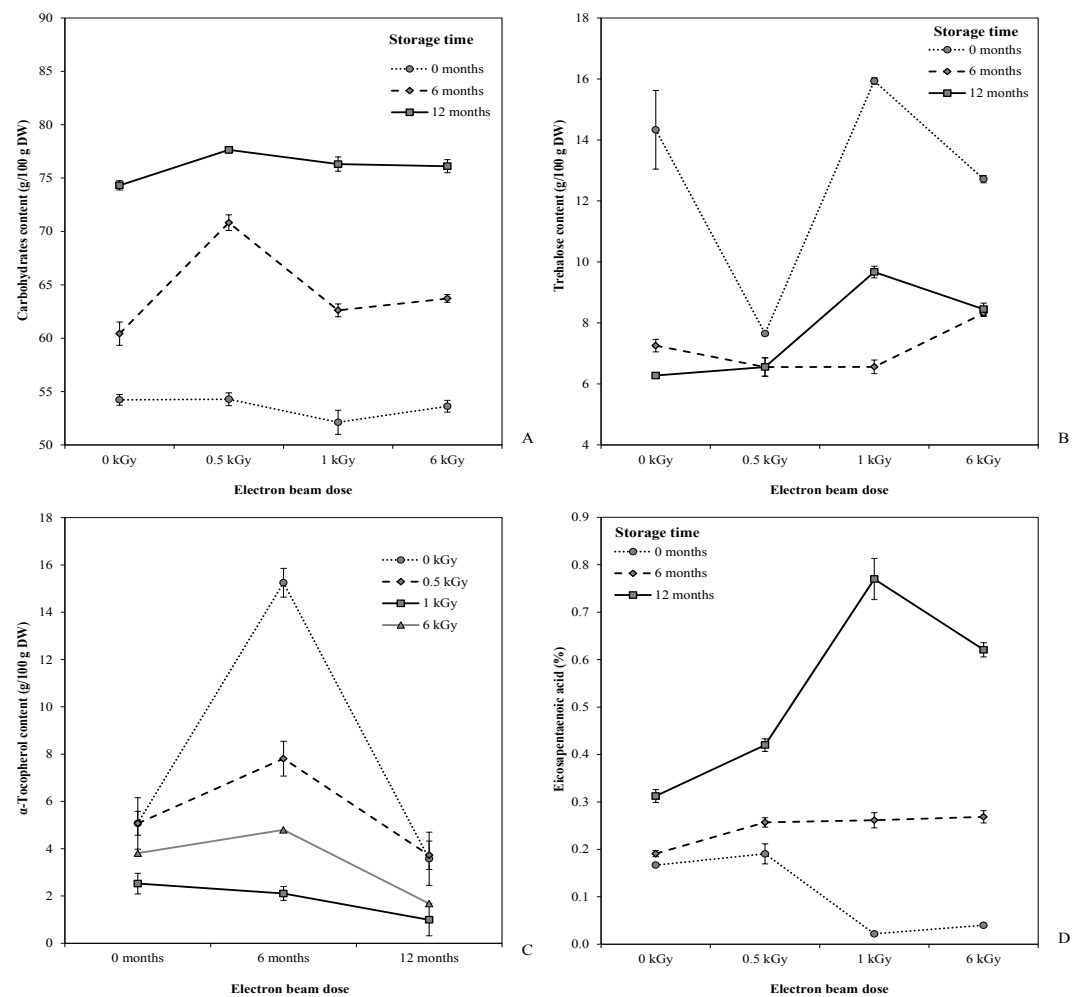 90
85
80
75
70
65
60
55
50
Carbohydrates content (g/100 g DW)
Storage time
0 months
6 months
12 months
0 kGy 0.5 kGy 1 kGy 6 kGy
Electron beam dose
A
18
16
14
12
10
8
6
4
Trehalose content (g/100 g DW)
Storage time
0 months
6 months
12 months
0 kGy 0.5 kGy 1 kGy 6 kGy
Electron beam dose
B
18
16
14
12
10
8
6
4
2
0
α-Tocopherol content (g/100 g DW)
0 kGy
0.5 kGy
1 kGy
6 kGy
0 months 6 months 12 months
Electron beam dose
C
0.9
0.8
0.7
0.6
0.5
0.4
0.3
0.2
0.1
0.0
Eicosapentaenoic acid (%)
Storage time
0 months
6 months
12 months
0 kGy 0.5 kGy 1 kGy 6 kGy
Electron beam dose
D